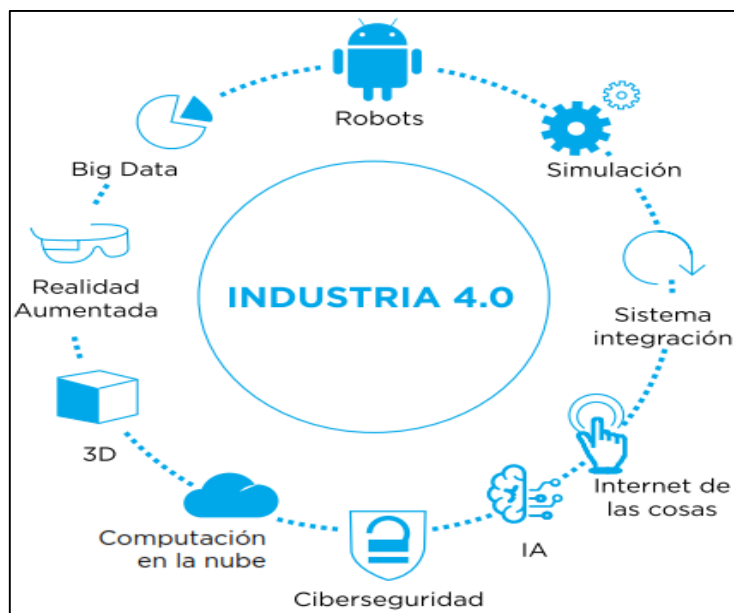 Robots
Simulación
Sistema
integración
Internet de
las cosas
IA
Ciberseguridad
Computación
en la nube
3D
Realidad
Aumentada
Big Data
INDUSTRIA 4.0